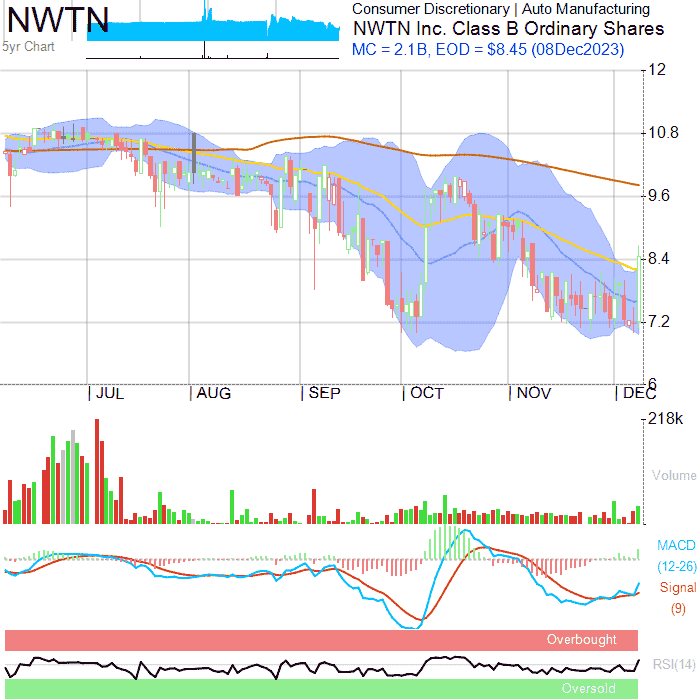 NWTN
5yr Chart
Consumer Discretionary | Auto Manufacturing
NWTN Inc. Class B Ordinary Shares
MC = 2.1B, EOD = $8.45 (08Dec2023)
12
10.8
9.6
8.4
7.2
6
JUL AUG SEP OCT NOV DEC
218k
Volume
MACD
(12-26)
Signal
(9)
Overbought
RSI(14)
Oversold